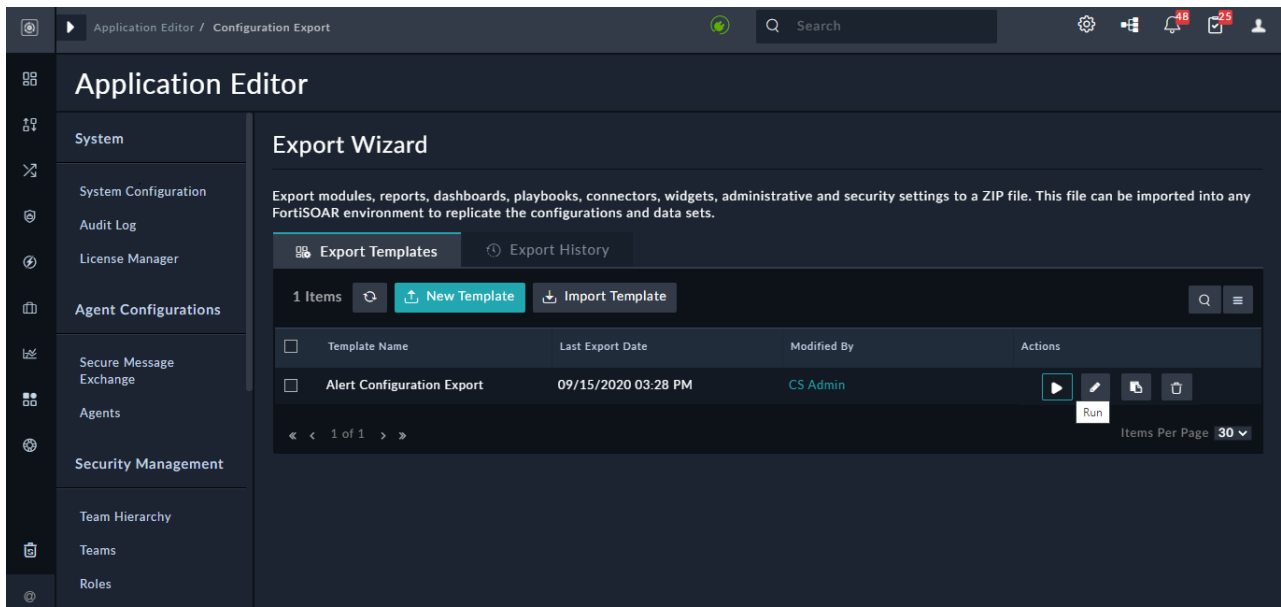 Application Editor / Configuration Export
Search
48
25
Application Editor
System
System Configuration
Audit Log
License Manager
Agent Configurations
Secure Message
Exchange
Agents
Security Management
Team Hierarchy
Teams
Roles
@
Export Wizard
Export modules, reports, dashboards, playbooks, connectors, widgets, administrative and security settings to a ZIP file. This file can be imported into any
FortiSOAR environment to replicate the configurations and data sets.
Export Templates
Export History
1 Items
New Template
Import Template
Template Name
Last Export Date
Modified By
Actions
Alert Configuration Export
09/15/2020 03:28 PM
CS Admin
Run
« < 1 of 1 > »
Items Per Page 30